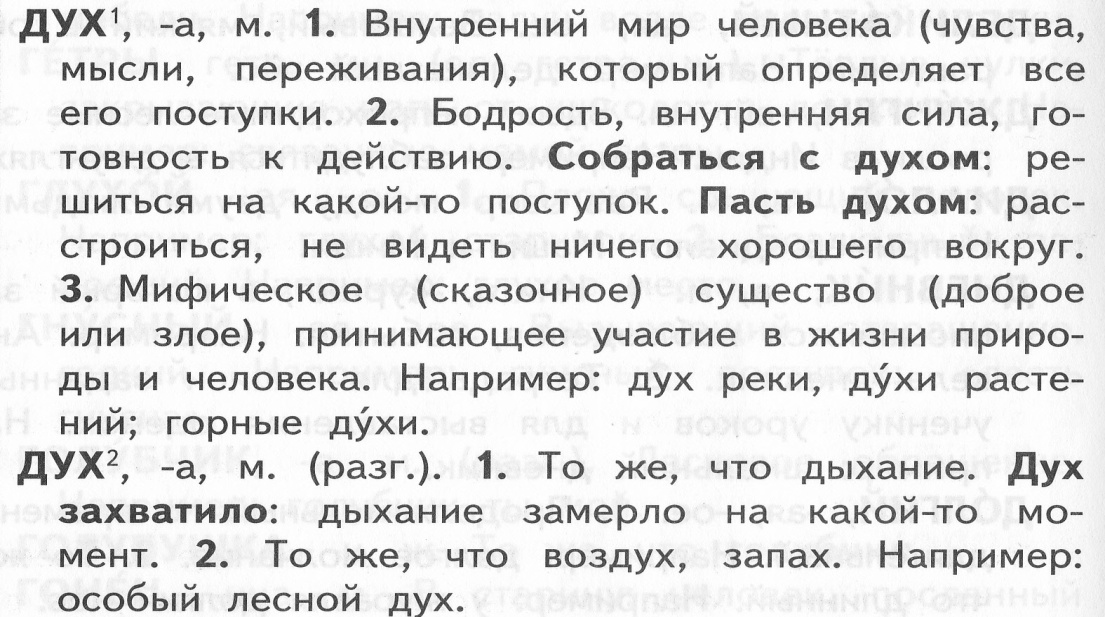 ДУХ¹, -а, м. 1. Внутренний мир человека (чувства,
мысли, переживания), который определяет все
его поступки. 2. Бодрость, внутренняя сила, го-
товность к действию. Собраться с духом: ре-
шиться на какой-то поступок. Пасть духом: рас-
строиться, не видеть ничего хорошего вокруг.
3. Мифическое (сказочное) существо (доброе
или злое), принимающее участие в жизни приро-
ды и человека. Например: дух реки, ду́хи расте-
ний, горные ду́хи.
ДУХ², -а, м. (разг.). 1. То же, что дыхание. Дух
захватило: дыхание замерло на какой-то мо-
мент. 2. То же, что воздух, запах. Например:
особый лесной дух.